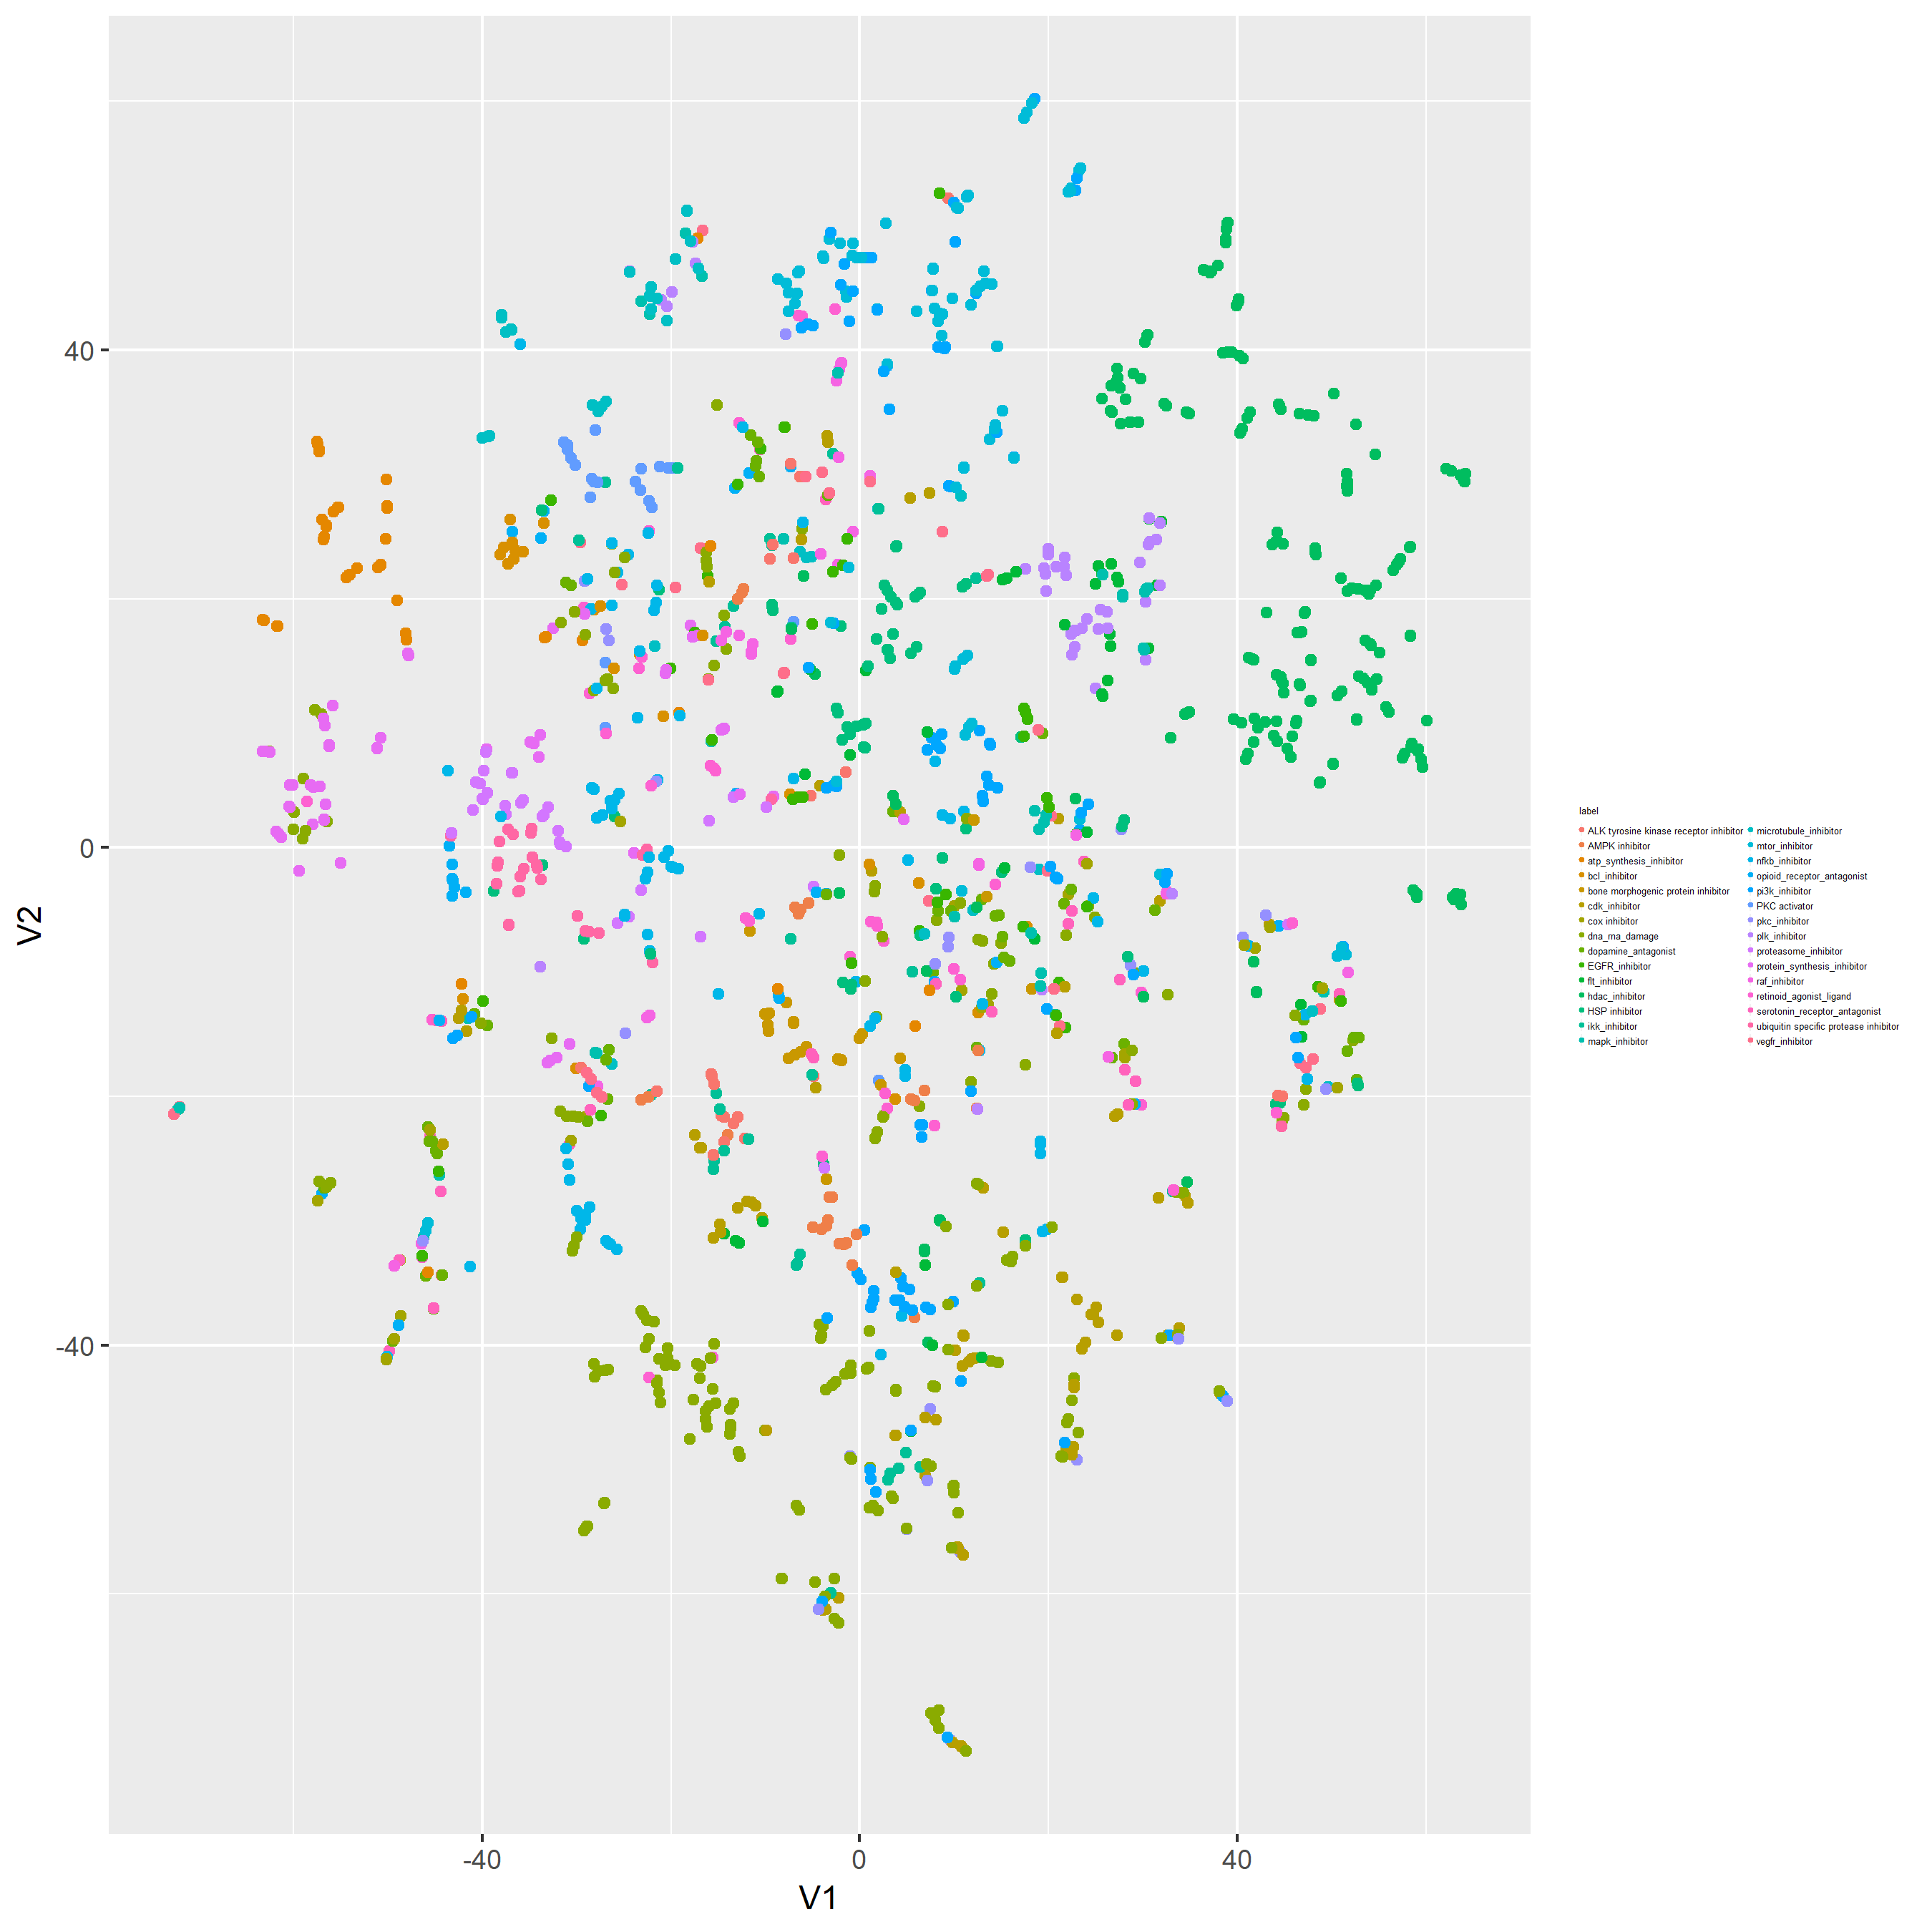 40
0
-40
V2
-40
0
40
V1
label
ALK tyrosine kinase receptor inhibitor
AMPK inhibitor
atp_synthesis_inhibitor
bcl_inhibitor
bone morphogenic protein inhibitor
cdk_inhibitor
cox inhibitor
dna_rna_damage
dopamine_antagonist
EGFR_inhibitor
flt_inhibitor
hdac_inhibitor
HSP inhibitor
ikk_inhibitor
mapk_inhibitor
microtubule_inhibitor
mtor_inhibitor
nfkb_inhibitor
opioid_receptor_antagonist
pi3k_inhibitor
PKC activator
pkc_inhibitor
plk_inhibitor
proteasome_inhibitor
protein_synthesis_inhibitor
raf_inhibitor
retinoid_agonist_ligand
serotonin_receptor_antagonist
ubiquitin specific protease inhibitor
vegfr_inhibitor